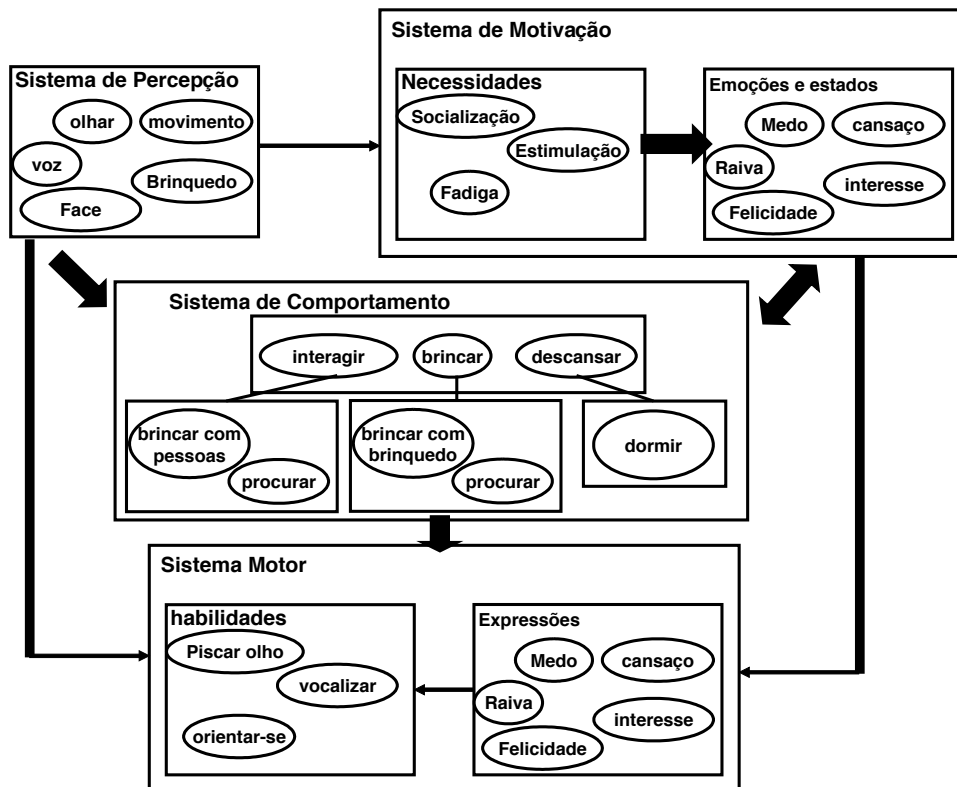 Sistema de Motivação
Sistema de Percepção
olhar
movimento
voz
Brinquedo
Face
Necessidades
Socialização
Estimulação
Fadiga
Emoções e estados
Medo
cansaço
Raiva
interesse
Felicidade
Sistema de Comportamento
interagir
brincar
descansar
brincar com
pessoas
procurar
brincar com
brinquedo
procurar
dormir
Sistema Motor
habilidades
Piscar olho
vocalizar
orientar-se
Expressões
Medo
cansaço
Raiva
interesse
Felicidade